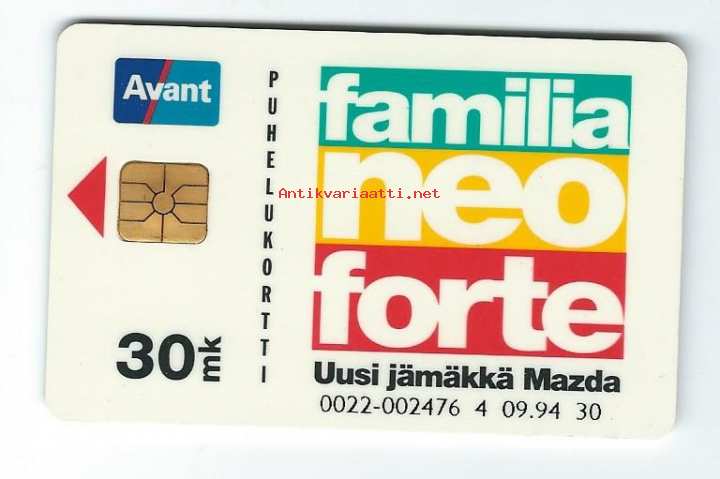 Avant
PUHELUKORTTI
familia
neo
forte
Antikvariaatti.net
30 mk
Uusi jämäkkä Mazda
0022-002476 4 09.94 30